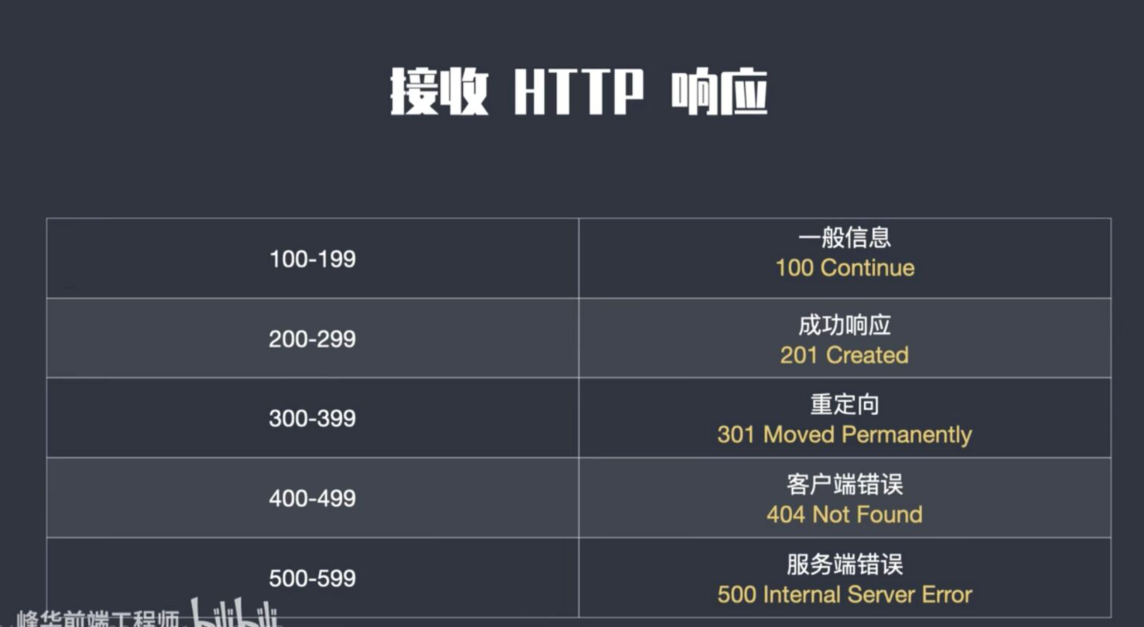 接收 HTTP 响应
100-199
一般信息
100 Continue
200-299
成功响应
201 Created
300-399
重定向
301 Moved Permanently
400-499
客户端错误
404 Not Found
500-599
服务端错误
500 Internal Server Error
峰华前端工程师
bilibili